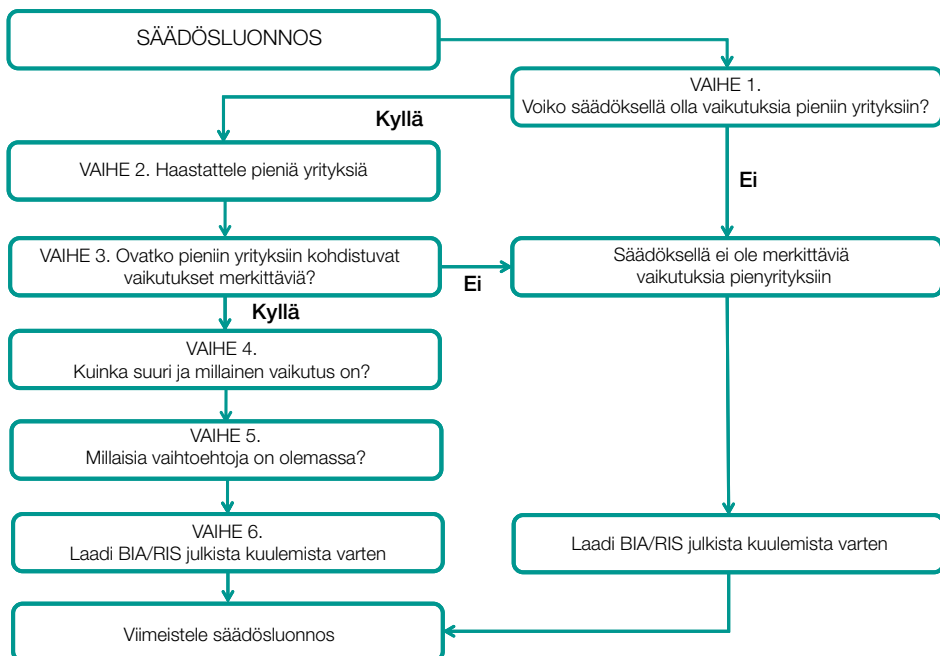 SÄÄDÖSLUONNOS
VAIHE 1.
Voiko säädöksellä olla vaikutuksia pieniin yrityksiin?
Kyllä
VAIHE 2. Haastattele pieniä yrityksiä
Ei
VAIHE 3. Ovatko pieniin yrityksiin kohdistuvat
vaikutukset merkittäviä?
Ei
Säädöksellä ei ole merkittäviä
vaikutuksia pienyrityksiin
Kyllä
VAIHE 4.
Kuinka suuri ja millainen vaikutus on?
VAIHE 5.
Millaisia vaihtoehtoja on olemassa?
VAIHE 6.
Laadi BIA/RIS julkista kuulemista varten
Laadi BIA/RIS julkista kuulemista varten
Viimeistele säädösluonnos